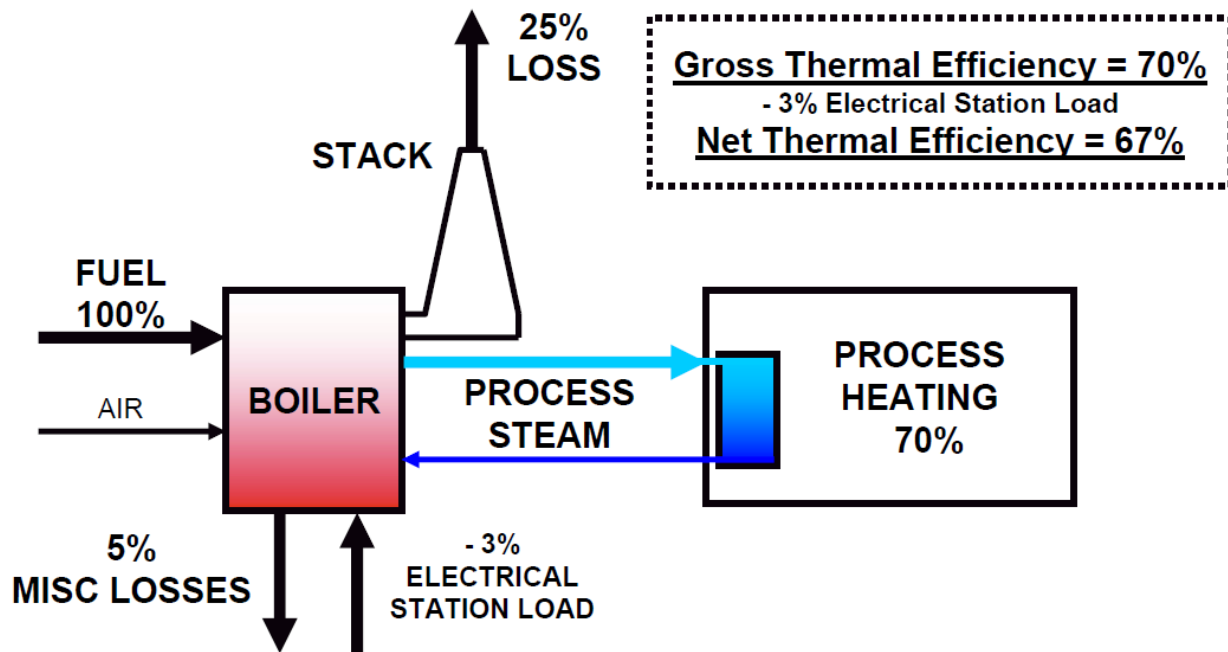 25%
LOSS
Gross Thermal Efficiency = 70%
- 3% Electrical Station Load
Net Thermal Efficiency = 67%
STACK
FUEL
100%
AIR
BOILER
PROCESS
STEAM
PROCESS
HEATING
70%
5%
MISC LOSSES
- 3%
ELECTRICAL
STATION LOAD